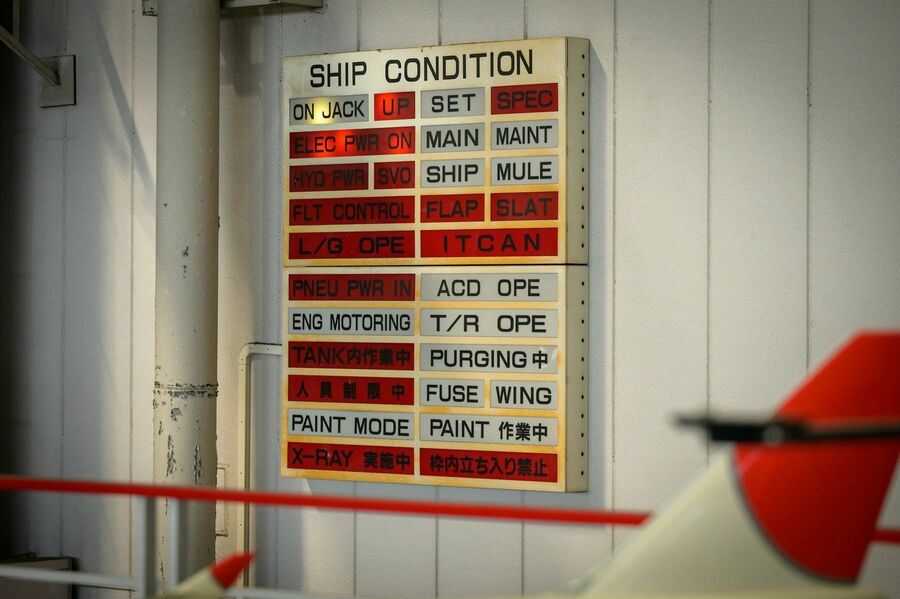 SHIP CONDITION
ON JACK UP SET SPEC
ELEC PWR ON MAIN MAINT
HYD PWR SVO SHIP MULE
FLT CONTROL FLAP SLAT
L/G OPE ITCAN
PNEU PWR IN ACD OPE
ENG MOTORING T/R OPE
TANK内作業中 PURGING中
人員制限中 FUSE WING
PAINT MODE PAINT 作業中
X-RAY 実施中 枠内立ち入り禁止